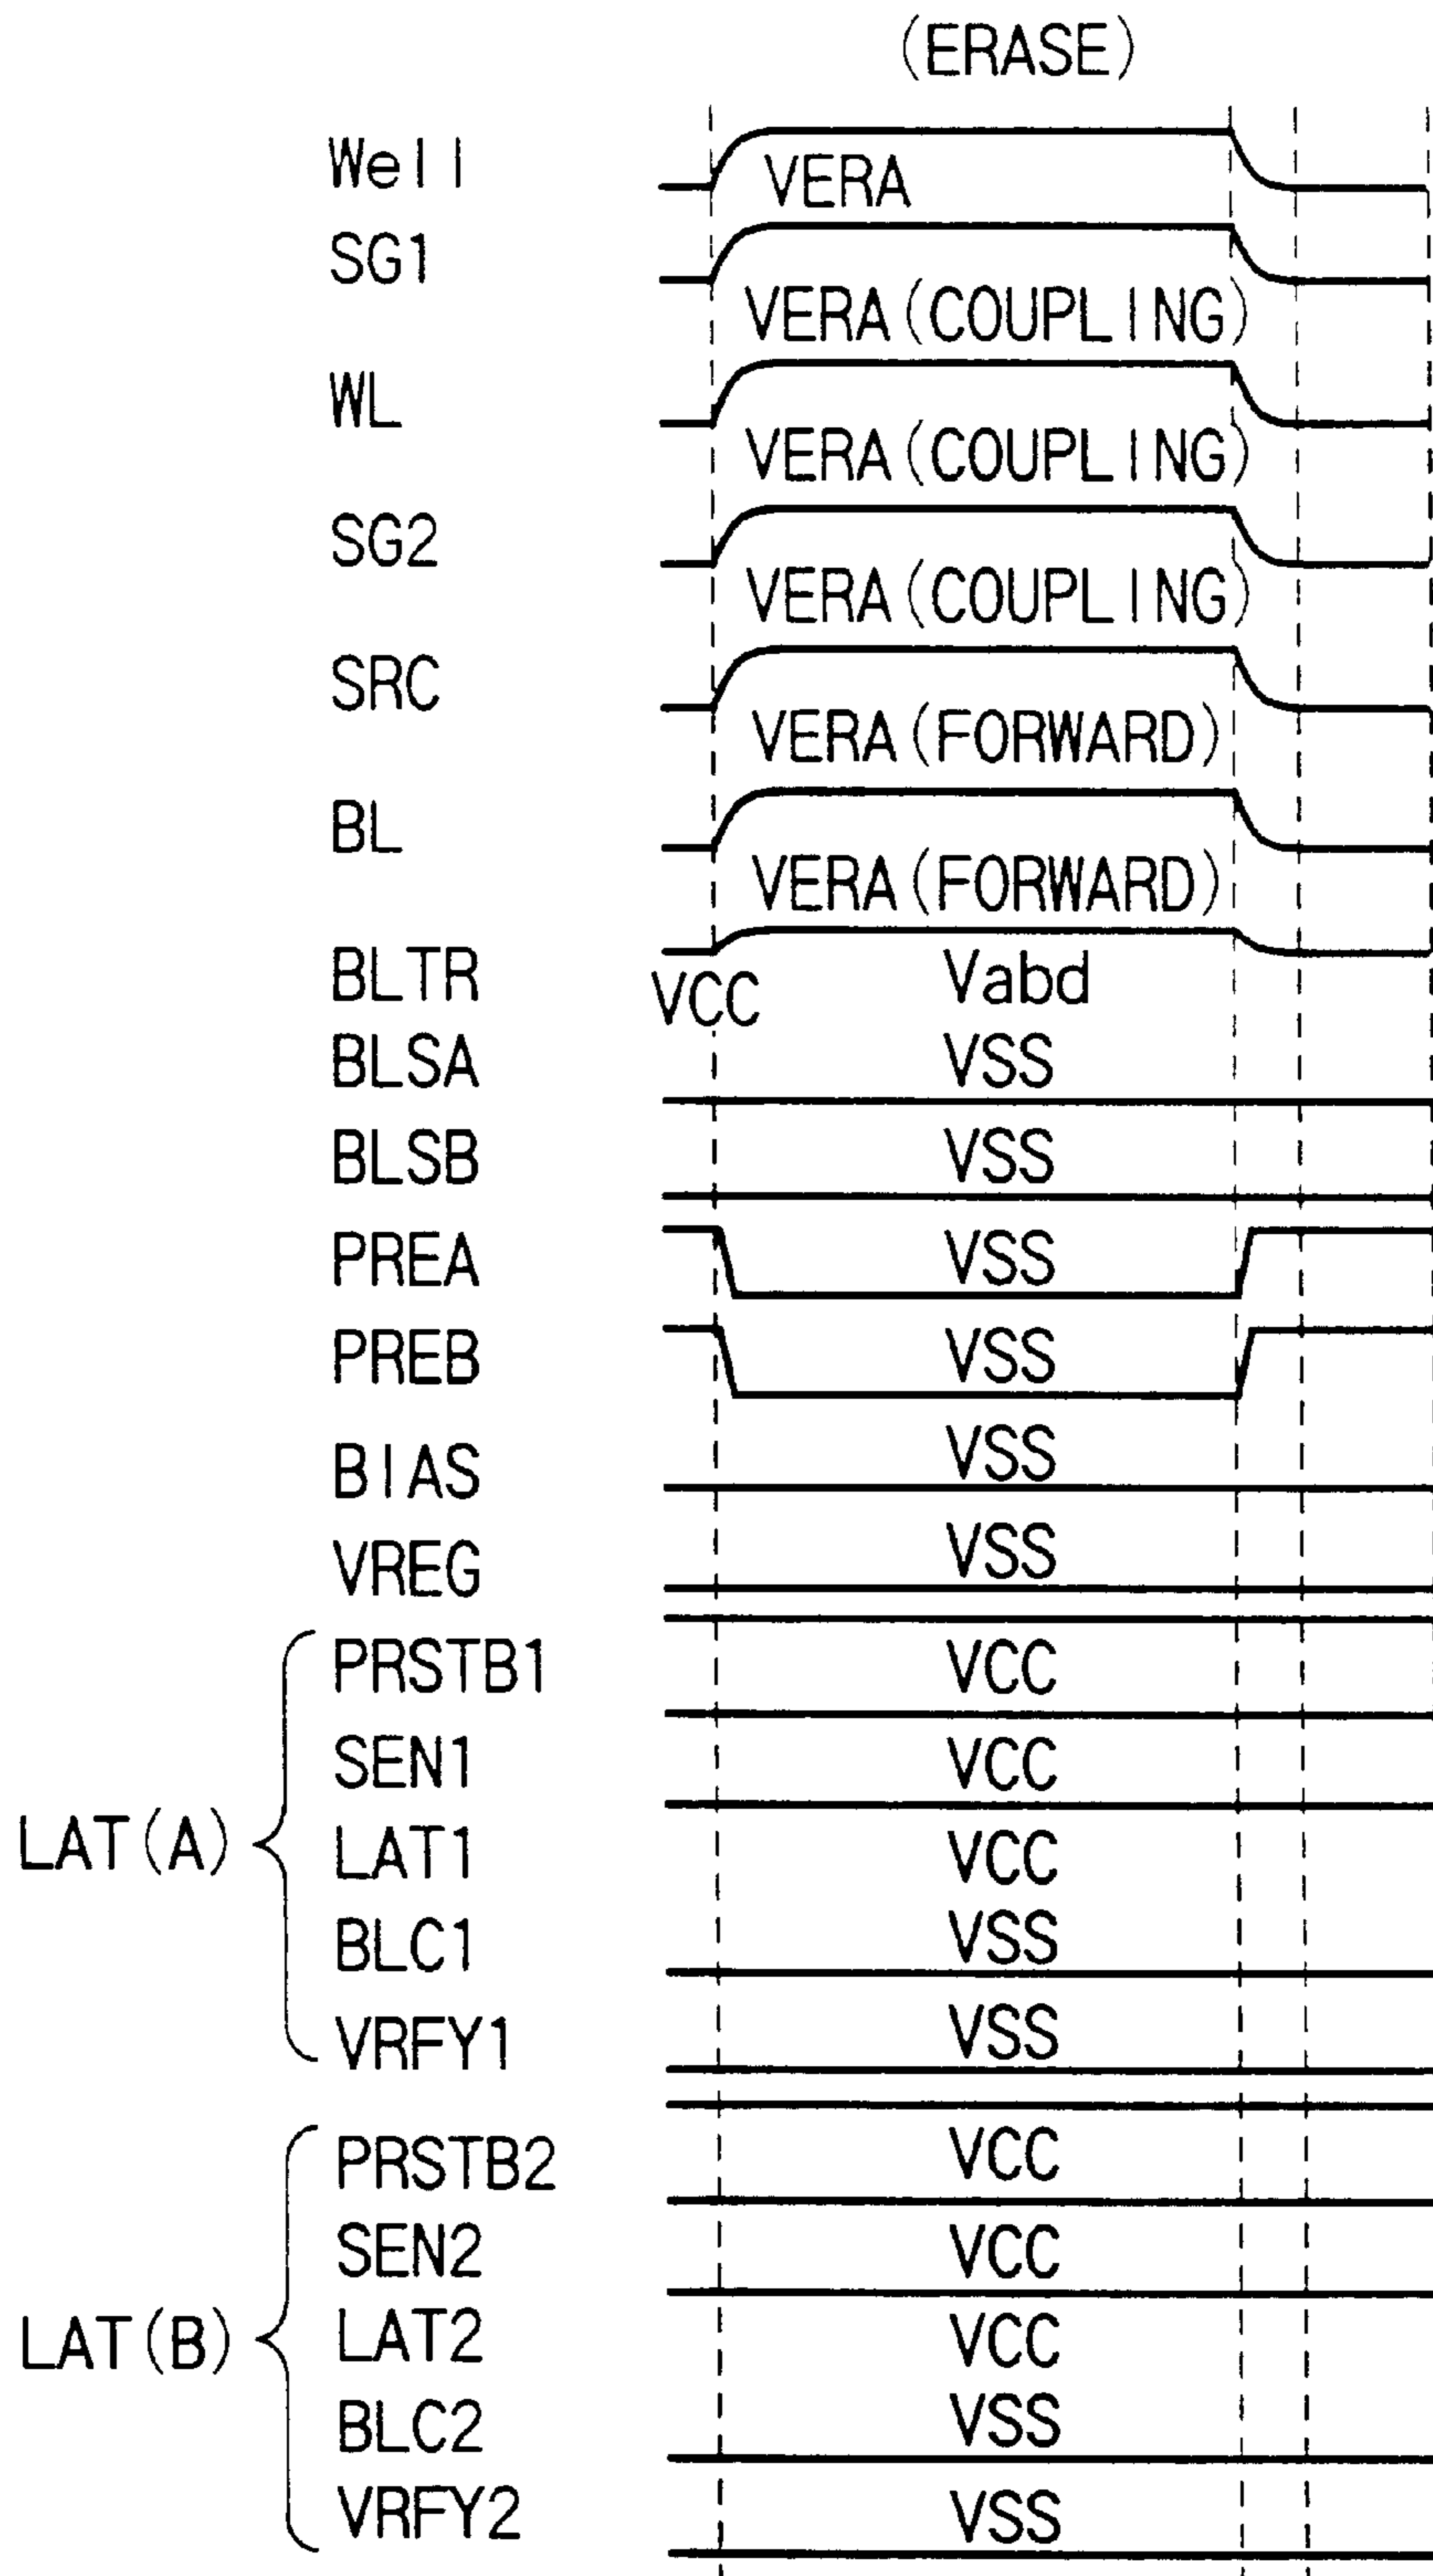 (ERASE)
Well
VERA
SG1
VERA(COUPLING)
WL
VERA(COUPLING)
SG2
VERA(COUPLING)
SRC
VERA(FORWARD)
BL
VERA(FORWARD)
BLTR VCC Vabd
BLSA VSS
BLSB VSS
PREA VSS
PREB VSS
BIAS VSS
VREG VSS
PRSTB1 VCC
SEN1 VCC
LAT(A) LAT1 VCC
BLC1 VSS
VRFY1 VSS
PRSTB2 VCC
SEN2 VCC
LAT(B) LAT2 VCC
BLC2 VSS
VRFY2 VSS